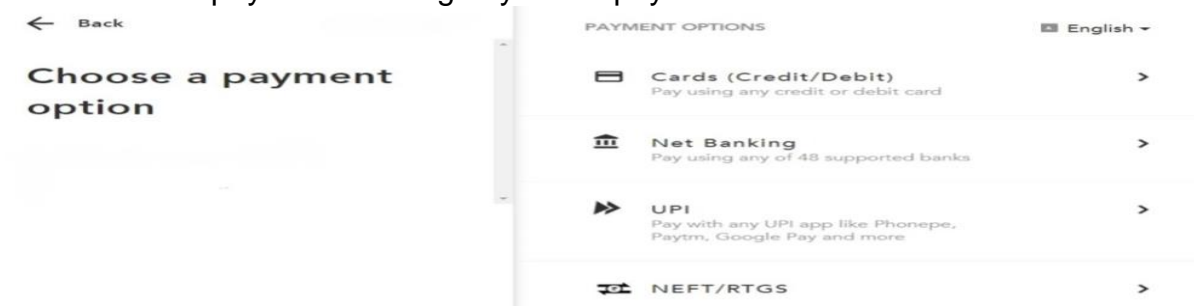 ← Back
Choose a payment
option
PAYMENT OPTIONS
English
Cards (Credit/Debit)
Pay using any credit or debit card
Net Banking
Pay using any of 48 supported banks
UPI
Pay with any UPI app like Phonepe,
Paytm, Google Pay and more
NEFT/RTGS